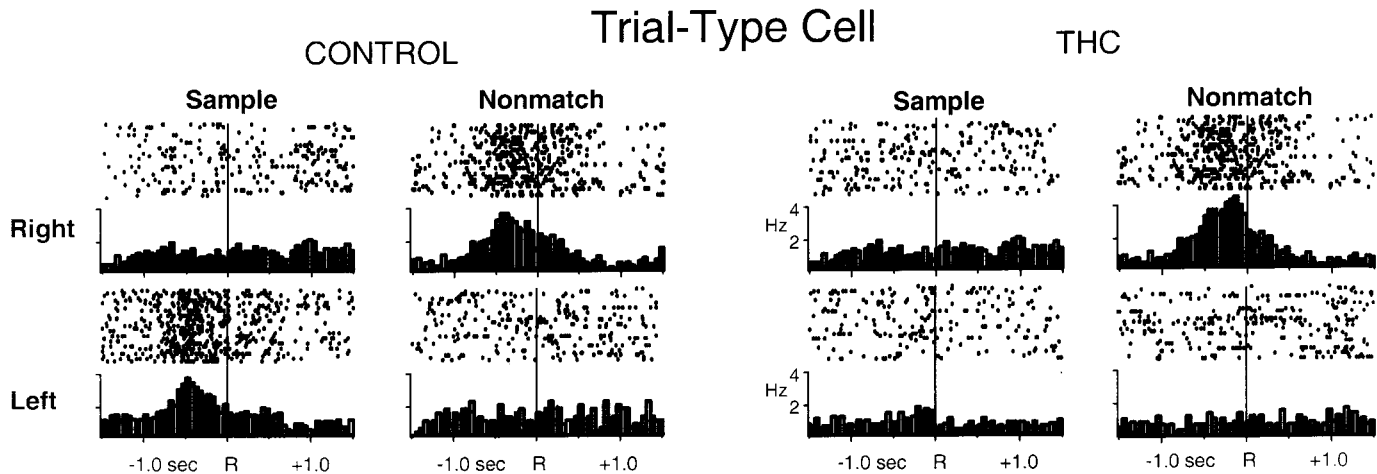 Trial-Type Cell
CONTROL
THC
Sample
Nonmatch
Sample
Nonmatch
Right
Hz
4
2
Left
Hz
4
2
-1.0 sec R +1.0
-1.0 sec R +1.0
-1.0 sec R +1.0
-1.0 sec R +1.0